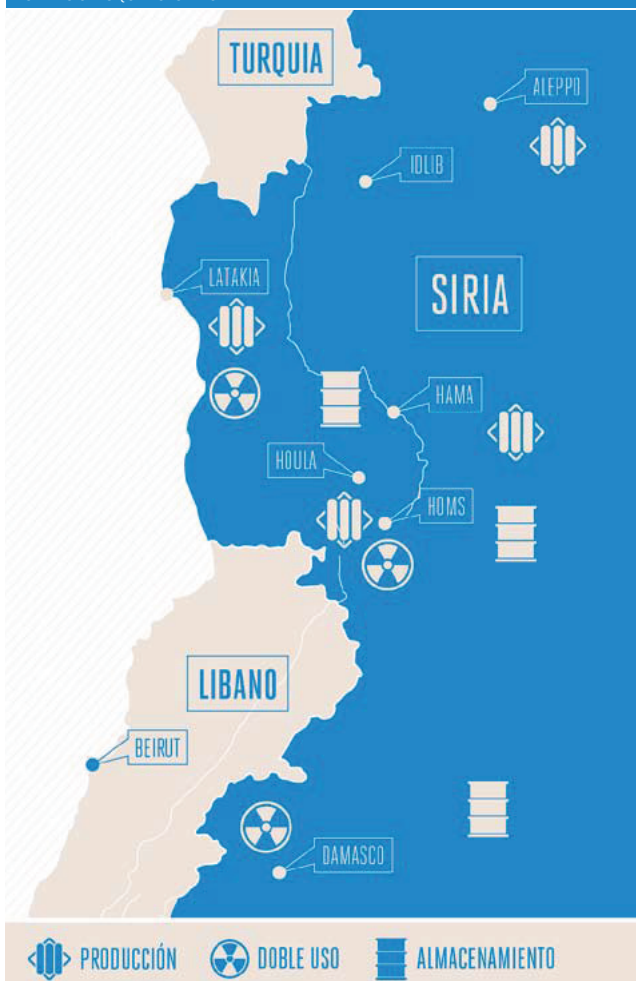 TURQUIA
ALEPPO
IDLIB
LATAKIA
SIRIA
HAMA
HOULA
HOMS
LIBANO
BEIRUT
DAMASCO
PRODUCCIÓN
DOBLE USO
ALMACENAMIENTO